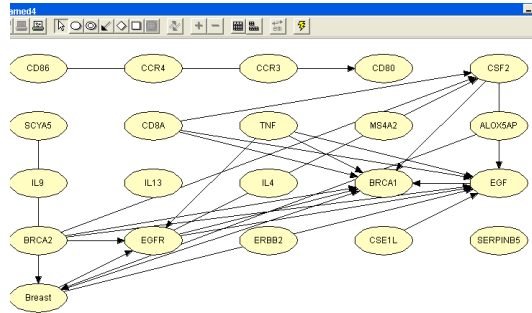 amed4
CD86 CCR4 CCR3 CD80 CSF2
SCYA5 CD8A TNF MS4A2 ALOX5AP
IL9 IL13 IL4 BRCA1 EGF
BRCA2 EGFR ERBB2 CSE1L SERPINB5
Breast